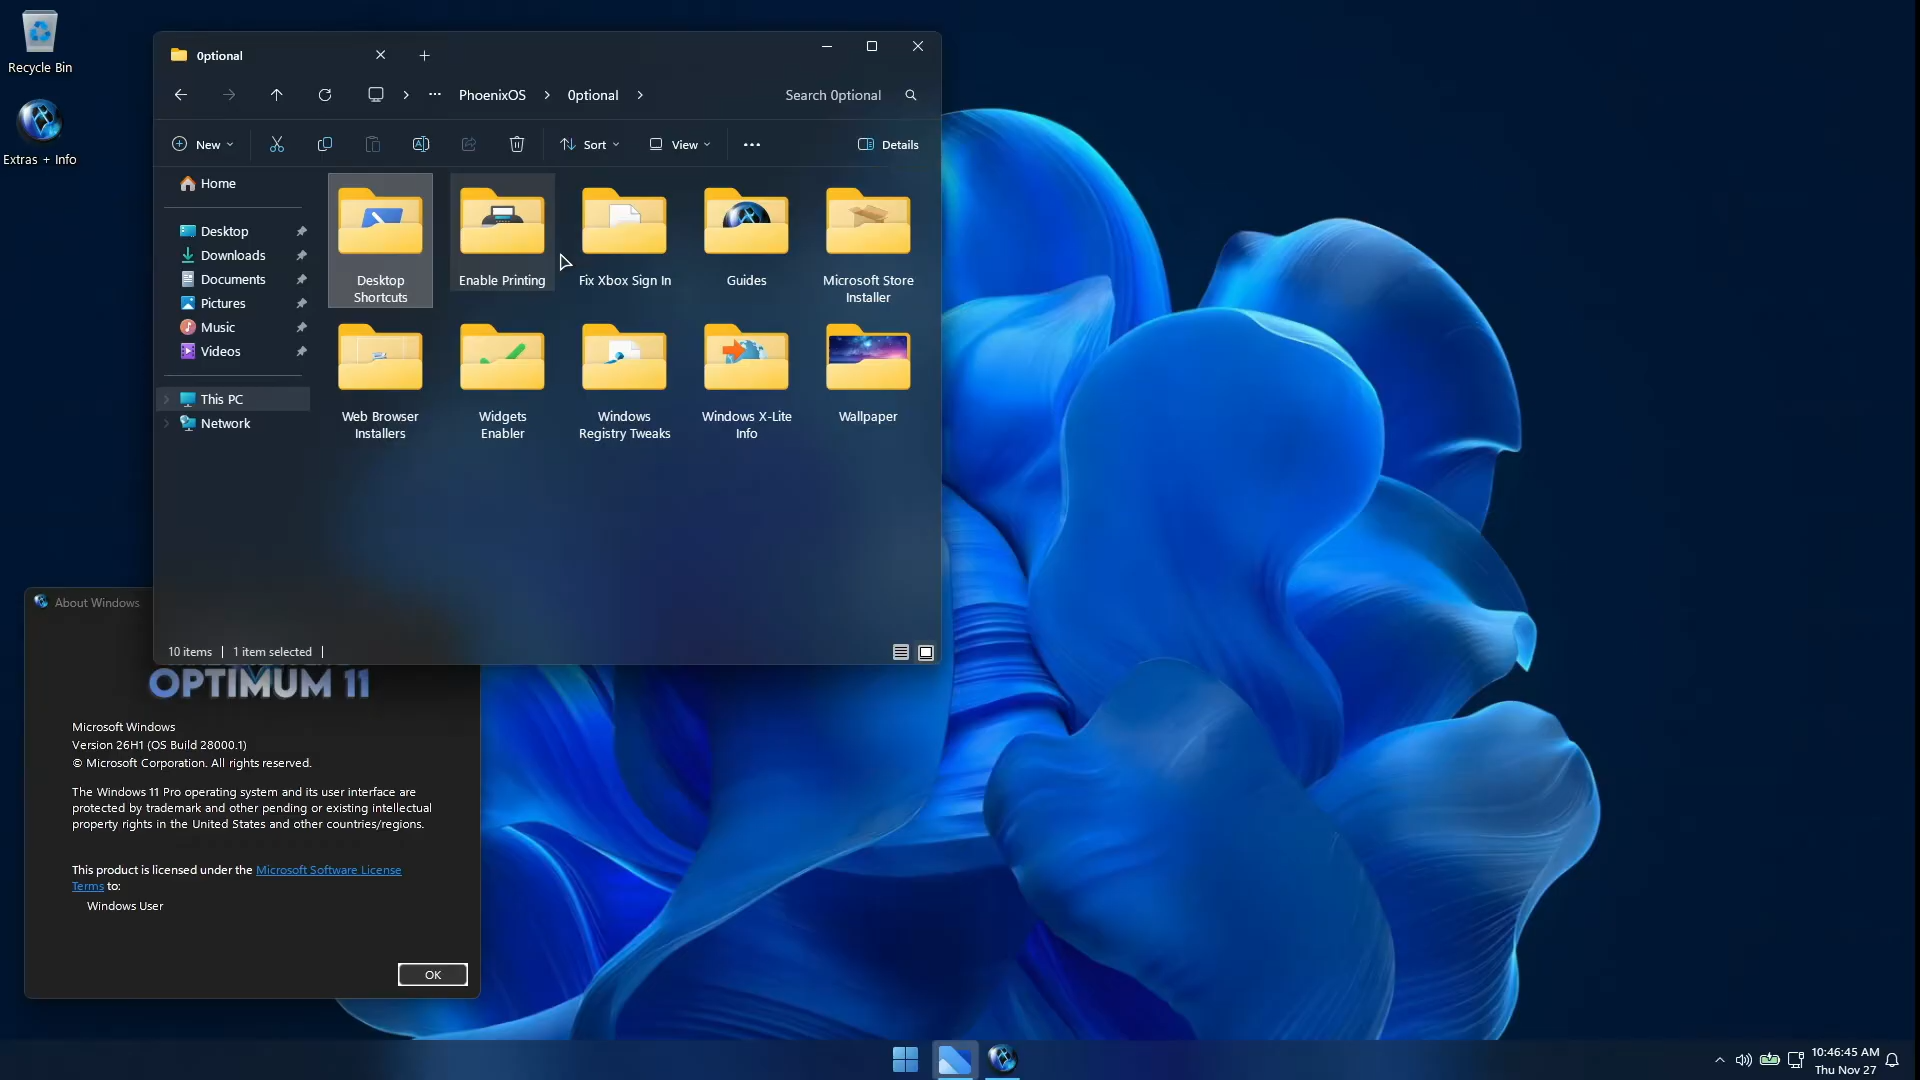 Recycle Bin
Extras + Info
0ptional
PhoenixOS
0ptional
Search 0ptional
New
Sort
View
Details
Home
Desktop
Downloads
Documents
Pictures
Music
Videos
This PC
Network
Desktop
Shortcuts
Enable Printing
Fix Xbox Sign In
Guides
Microsoft Store
Installer
Web Browser
Installers
Widgets
Enabler
Windows
Registry Tweaks
Windows X-Lite
Info
Wallpaper
10 items
1 item selected
About Windows
OPTIMUM 11
Microsoft Windows
Version 26H1 (OS Build 28000.1)
© Microsoft Corporation. All rights reserved.
The Windows 11 Pro operating system and its user interface are
protected by trademark and other pending or existing intellectual
property rights in the United States and other countries/regions.
This product is licensed under the Microsoft Software License
Terms to:
Windows User
OK
10:46:45 AM
Thu Nov 27